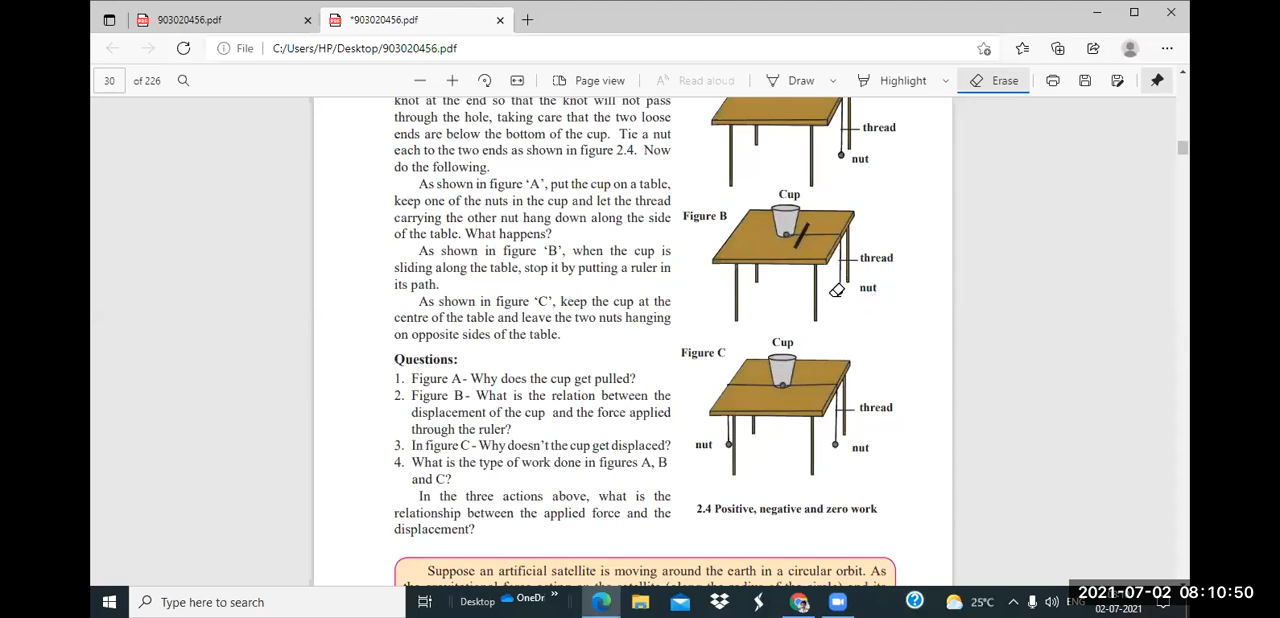 903020456.pdf
*903020456.pdf
File
C:/Users/HP/Desktop/903020456.pdf
30 of 226
Page view
Read aloud
Draw
Highlight
Erase
knot at the end so that the knot will not pass
through the hole, taking care that the two loose
ends are below the bottom of the cup. Tie a nut
each to the two ends as shown in figure 2.4. Now
do the following.
As shown in figure ‘A’, put the cup on a table,
keep one of the nuts in the cup and let the thread
carrying the other nut hang down along the side
of the table. What happens?
As shown in figure ‘B’, when the cup is
sliding along the table, stop it by putting a ruler in
its path.
As shown in figure ‘C’, keep the cup at the
centre of the table and leave the two nuts hanging
on opposite sides of the table.
Questions:
1. Figure A- Why does the cup get pulled?
2. Figure B- What is the relation between the
displacement of the cup and the force applied
through the ruler?
3. In figure C - Why doesn’t the cup get displaced?
4. What is the type of work done in figures A, B
and C?
In the three actions above, what is the
relationship between the applied force and the
displacement?
thread
nut
Cup
Figure B
thread
nut
Cup
Figure C
thread
nut
nut
2.4 Positive, negative and zero work
Suppose an artificial satellite is moving around the earth in a circular orbit. As
Type here to search
Desktop
OneDr
25°C
ENG
2021-07-02 08:10:50
02-07-2021